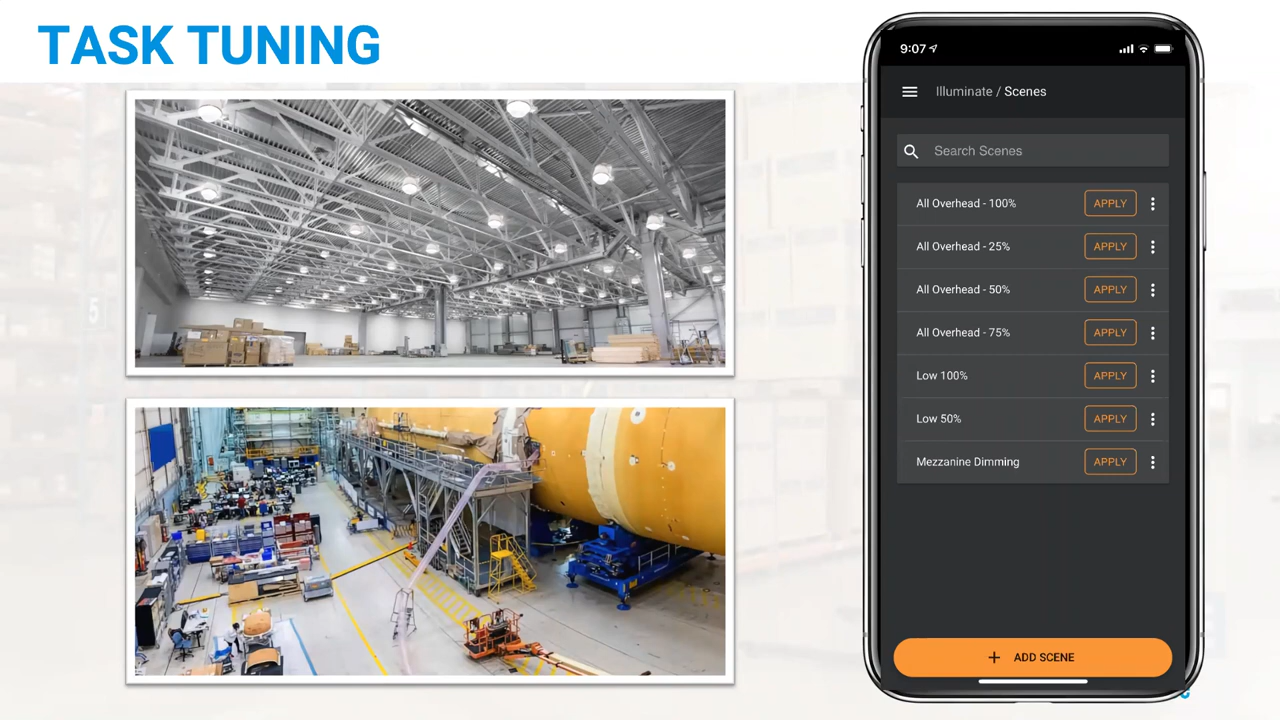 TASK TUNING
5
9:07
Illuminate / Scenes
Search Scenes
All Overhead - 100% APPLY
All Overhead - 25% APPLY
All Overhead - 50% APPLY
All Overhead - 75% APPLY
Low 100% APPLY
Low 50% APPLY
Mezzanine Dimming APPLY
+ ADD SCENE